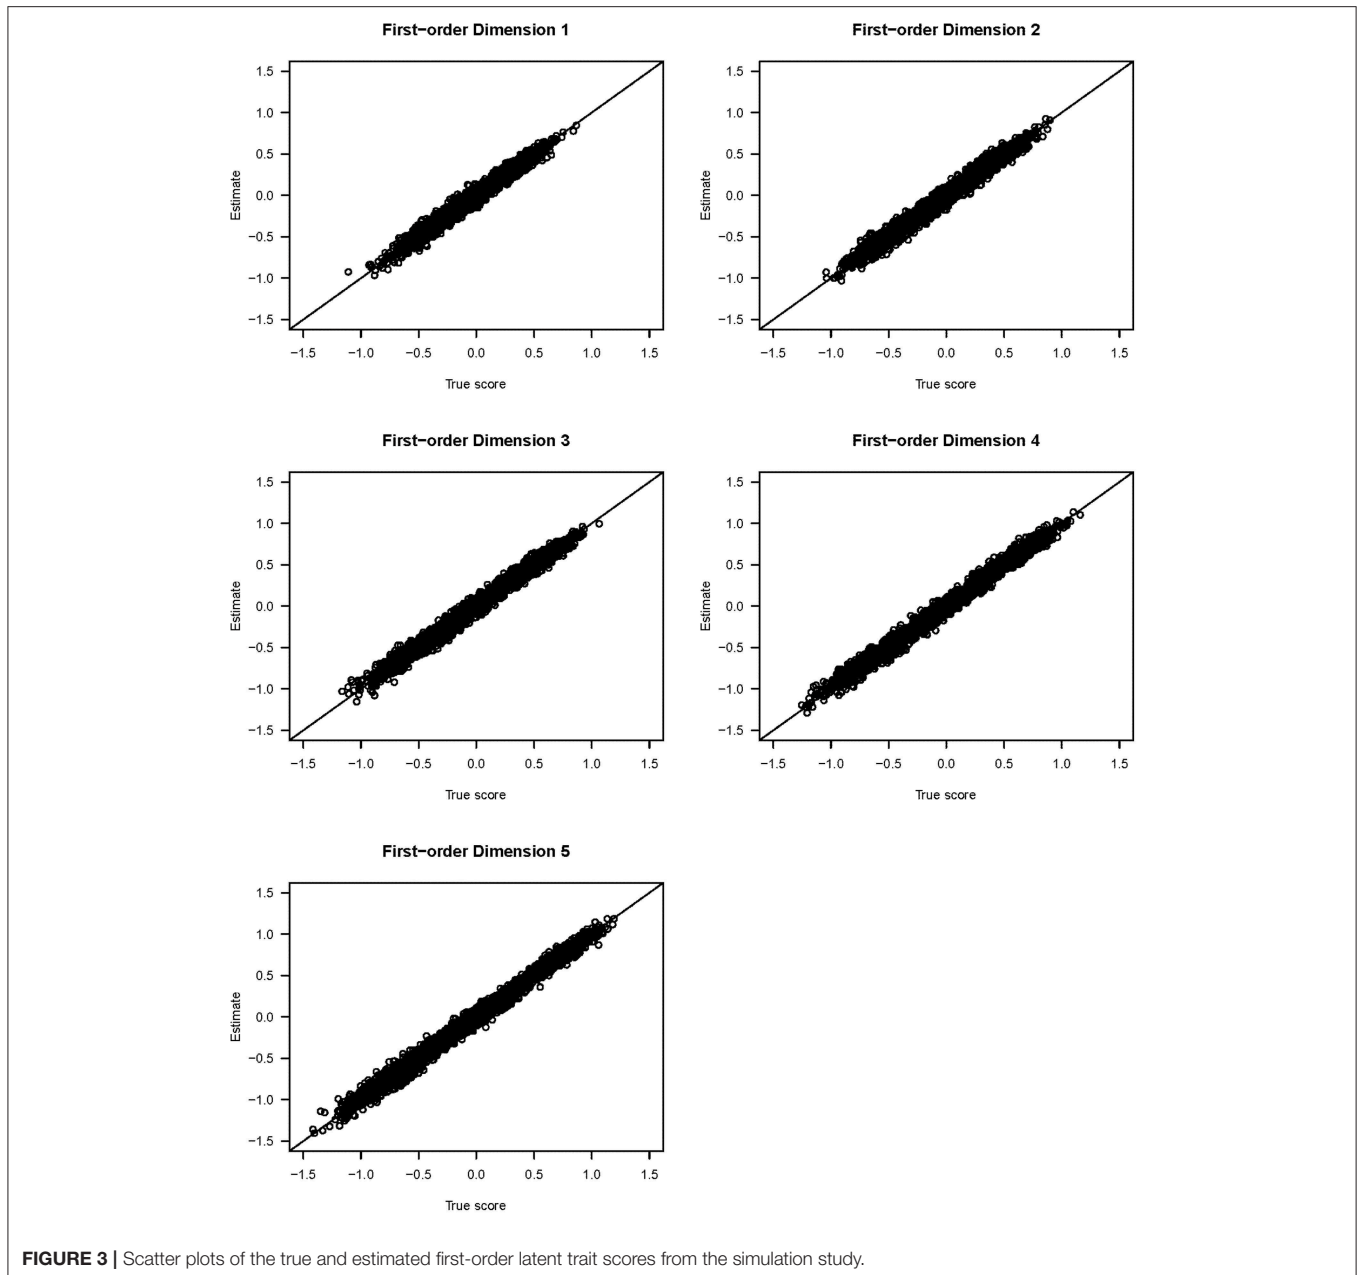 First−order Dimension 1
First−order Dimension 2
1.5
1.0
0.5
0.0
−0.5
−1.0
−1.5
Estimate
−1.5 −1.0 −0.5 0.0 0.5 1.0 1.5
True score
1.5
1.0
0.5
0.0
−0.5
−1.0
−1.5
Estimate
−1.5 −1.0 −0.5 0.0 0.5 1.0 1.5
True score
First−order Dimension 3
First−order Dimension 4
1.5
1.0
0.5
0.0
−0.5
−1.0
−1.5
Estimate
−1.5 −1.0 −0.5 0.0 0.5 1.0 1.5
True score
1.5
1.0
0.5
0.0
−0.5
−1.0
−1.5
Estimate
−1.5 −1.0 −0.5 0.0 0.5 1.0 1.5
True score
First−order Dimension 5
1.5
1.0
0.5
0.0
−0.5
−1.0
−1.5
Estimate
−1.5 −1.0 −0.5 0.0 0.5 1.0 1.5
True score
FIGURE 3 | Scatter plots of the true and estimated first-order latent trait scores from the simulation study.